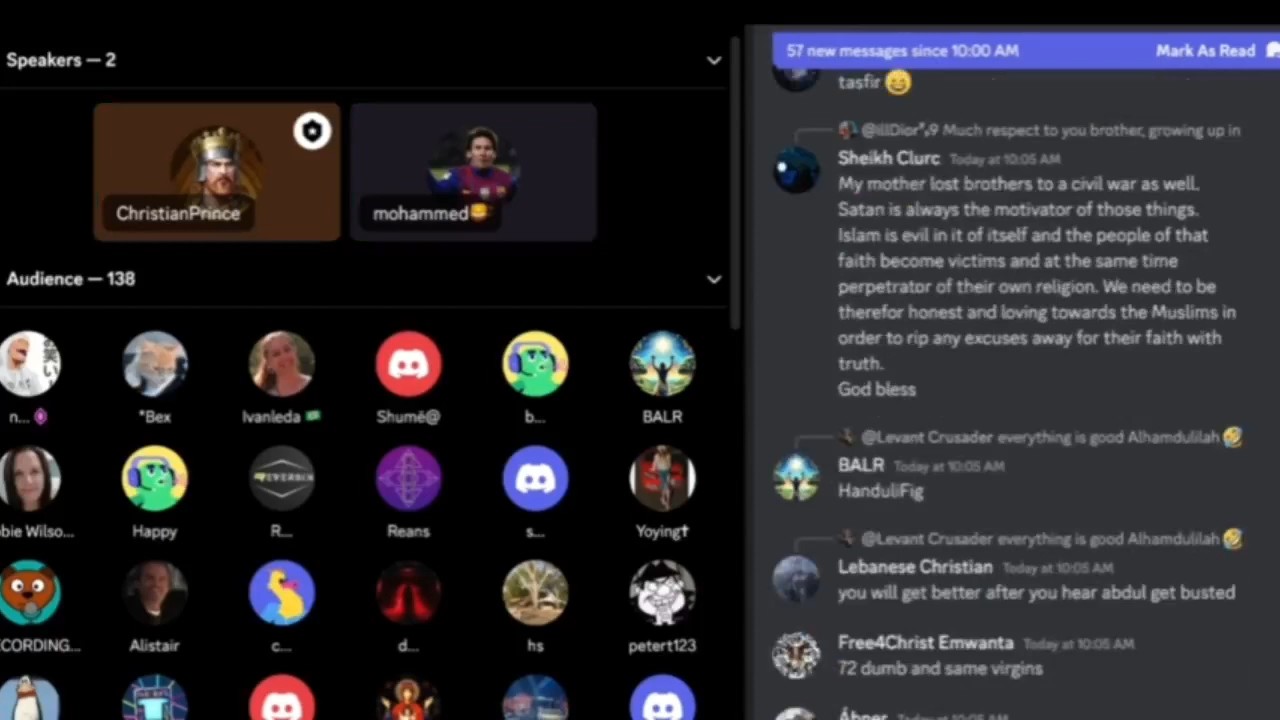 Speakers — 2
ChristianPrince
mohammed
Audience — 138
n...
*Bex
Ivanleda
Shumë@
b...
BALR
bie Wilso...
Happy
R...
Reans
s...
Yoying✝
CORDING...
Alistair
c...
d...
hs
petert123
57 new messages since 10:00 AM
Mark As Read
tasfir 😄
Much respect to you brother, growing up in
Sheikh Clurc Today at 10:05 AM
My mother lost brothers to a civil war as well.
Satan is always the motivator of those things.
Islam is evil in it of itself and the people of that
faith become victims and at the same time
perpetrator of their own religion. We need to be
therefor honest and loving towards the Muslims in
order to rip any excuses away for their faith with
truth.
God bless
@Levant Crusader everything is good Alhamdulilah 🤣
BALR Today at 10:05 AM
HanduliFig
@Levant Crusader everything is good Alhamdulilah 🤣
Lebanese Christian Today at 10:05 AM
you will get better after you hear abdul get busted
Free4Christ Emwanta Today at 10:05 AM
72 dumb and same virgins